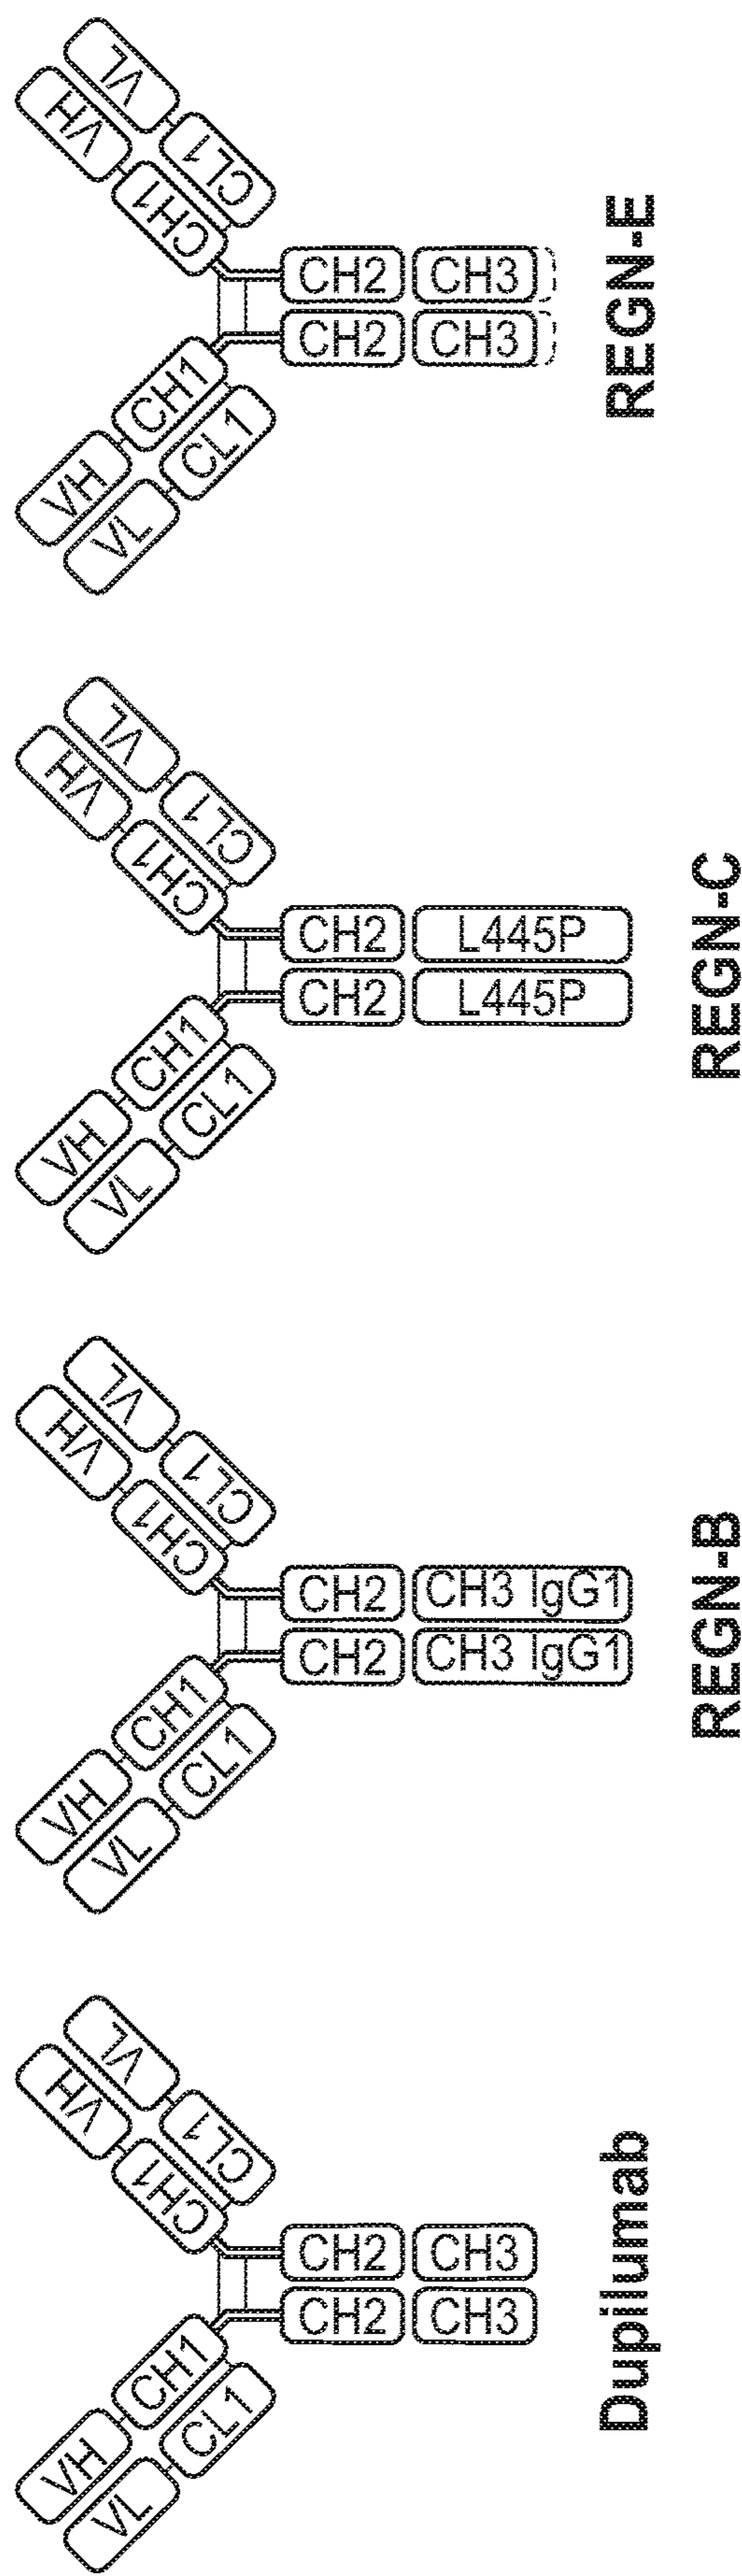 VH
VL
CH1
CL1
VH
VL
CH1
CL1
CH2
CH2
CH3
CH3
Dupilumab
VH
VL
CH1
CL1
VH
VL
CH1
CL1
CH2
CH2
CH3 IgG1
CH3 IgG1
REGN-B
VH
VL
CH1
CL1
VH
VL
CH1
CL1
CH2
CH2
L445P
L445P
REGN-C
VH
VL
CH1
CL1
VH
VL
CH1
CL1
CH2
CH2
CH3
CH3
REGN-E